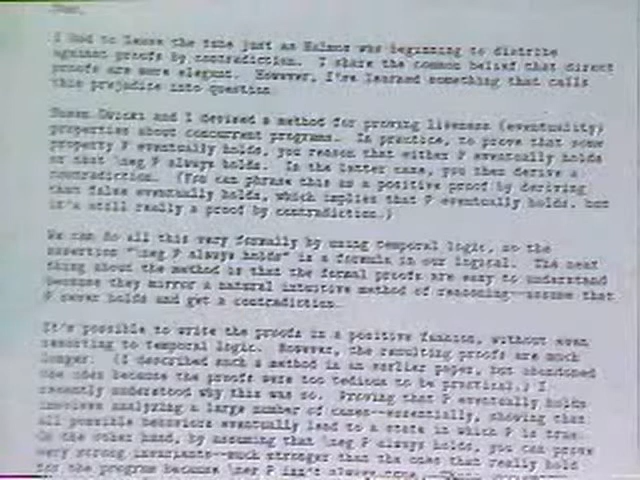 I had to leave the tube just as Halmos was beginning to diatribe
against proofs by contradiction. I share the common belief that direct
proofs are more elegant. However, I've learned something that calls
this prejudice into question.
Susan Owicki and I devised a method for proving liveness (eventuality)
properties about concurrent programs. In practice, to prove that some
property P eventually holds, you reason that either P eventually holds
or that \neg P always holds. In the latter case, you then derive a
contradiction. (You can phrase this as a positive proof by deriving
that false eventually holds, which implies that P eventually holds, but
it's still really a proof by contradiction.)
We can do all this very formally by using temporal logic, so the
assertion "\neg P always holds" is a formula in our logical. The neat
thing about the method is that the formal proofs are easy to understand
because they mirror a natural intuitive method of reasoning--assume that
P never holds and get a contradiction.
It's possible to write the proofs in a positive fashion, without even
resorting to temporal logic. However, the resulting proofs are much
longer. (I described such a method in an earlier paper, but abandoned
the idea because the proofs were too tedious to be practical.) I
recently understood why this was so. Proving that P eventually holds
involves analyzing a large number of cases--essentially, showing that
all possible behaviors eventually lead to a state in which P is true.
On the other hand, by assuming that \neg P always holds, you can prove
very strong invariants--much stronger than the ones that really hold
for the program because \neg P isn't always true.